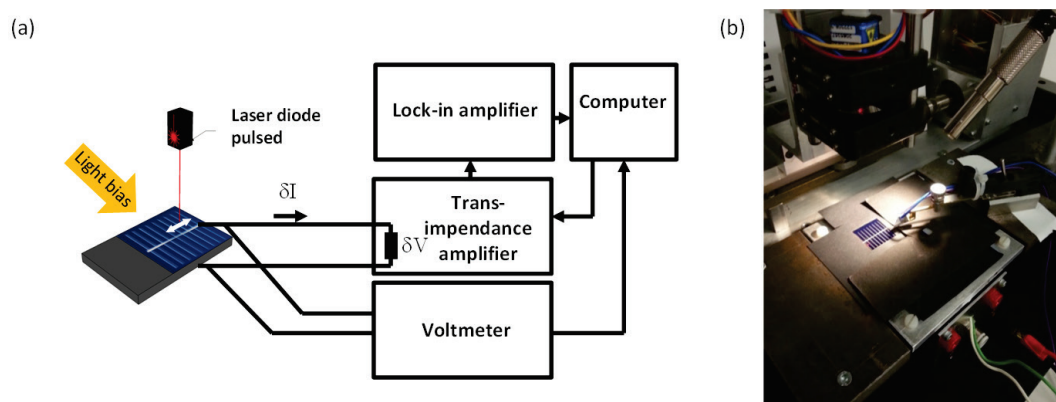 (a)
(b)
Laser diode
pulsed
Light bias
δI
δV
Lock-in amplifier
Computer
Trans-
impendance
amplifier
Voltmeter